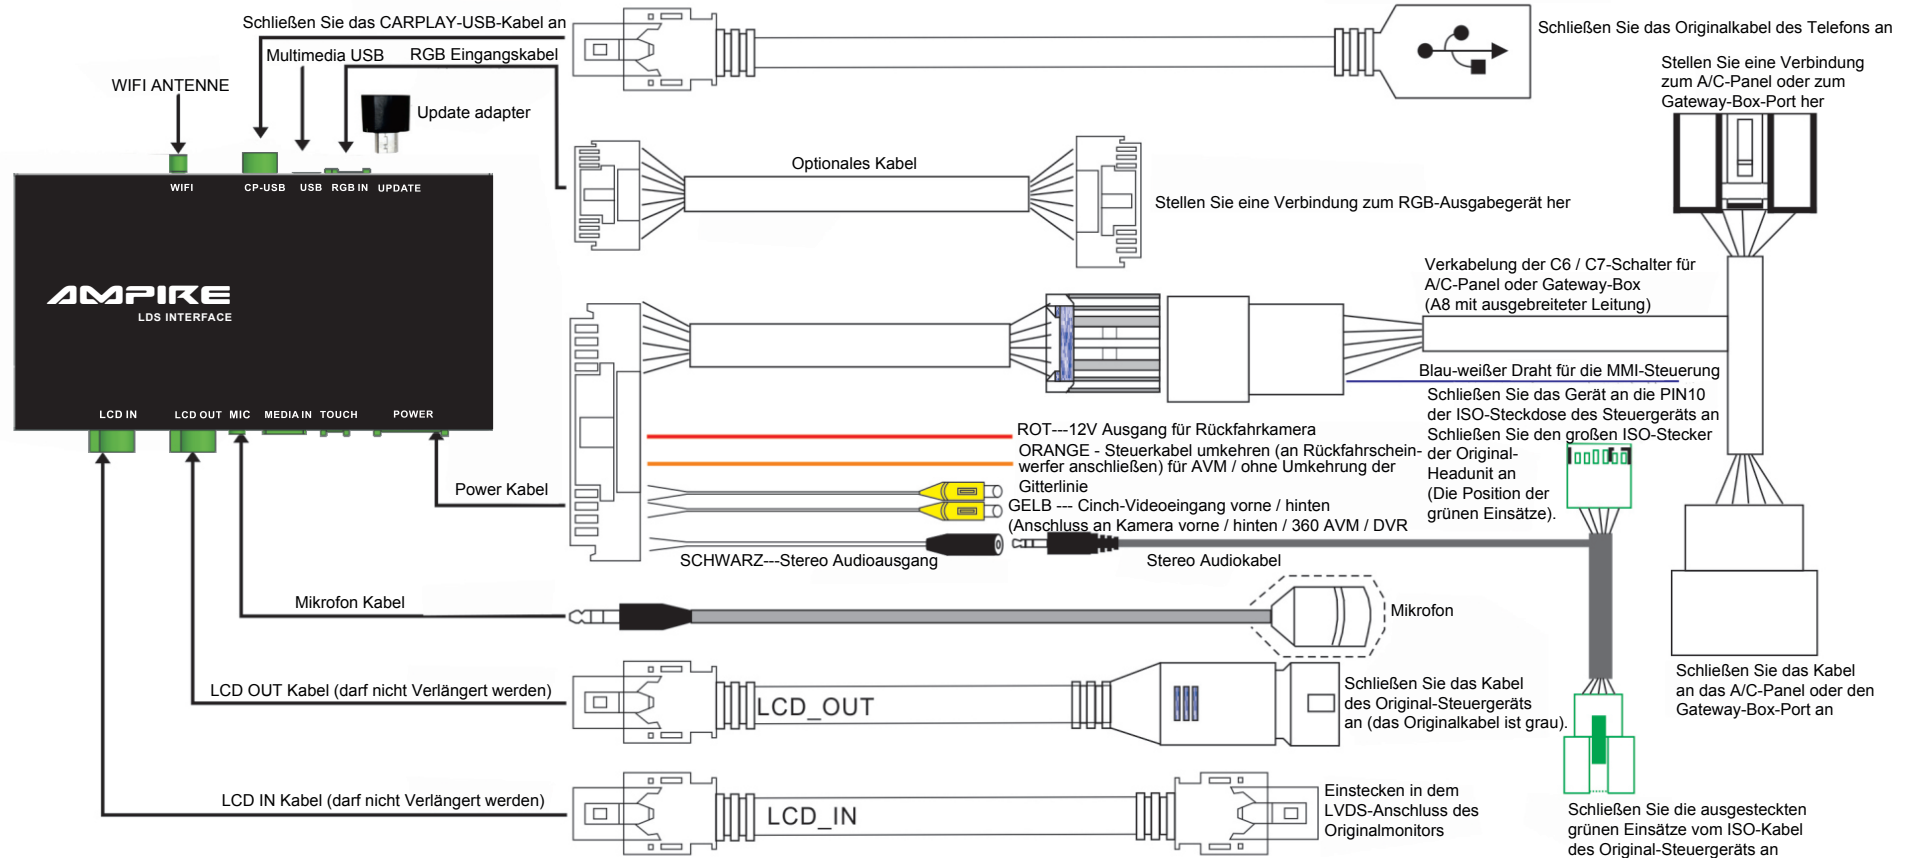 Schließen Sie das CARPLAY-USB-Kabel an
Multimedia USB
RGB Eingangskabel
WIFI ANTENNE
Update adapter
Schließen Sie das Originalkabel des Telefons an
Stellen Sie eine Verbindung
zum A/C-Panel oder zum
Gateway-Box-Port her
Optionales Kabel
Stellen Sie eine Verbindung zum RGB-Ausgabegerät her
WIFI
CP-USB
USB
RGB IN
UPDATE
AMPIRE
LDS INTERFACE
LCD IN
LCD OUT
MIC
MEDIA IN
TOUCH
POWER
Verkabelung der C6 / C7-Schalter für
A/C-Panel oder Gateway-Box
(A8 mit ausgebreiteter Leitung)
Blau-weißer Draht für die MMI-Steuerung
Schließen Sie das Gerät an die PIN10
der ISO-Steckdose des Steuergeräts an
Schließen Sie den großen ISO-Stecker
der Original-
Headunit an
(Die Position der
grünen Einsätze).
ROT---12V Ausgang für Rückfahrkamera
ORANGE - Steuerkabel umkehren (an Rückfahrschein-
werfer anschließen) für AVM / ohne Umkehrung der
Gitterlinie
GELB --- Cinch-Videoeingang vorne / hinten
(Anschluss an Kamera vorne / hinten / 360 AVM / DVR
Power Kabel
SCHWARZ---Stereo Audioausgang
Stereo Audiokabel
Mikrofon Kabel
Mikrofon
LCD OUT Kabel (darf nicht Verlängert werden)
LCD_OUT
Schließen Sie das Kabel
des Original-Steuergeräts
an (das Originalkabel ist grau).
Schließen Sie das Kabel
an das A/C-Panel oder den
Gateway-Box-Port an
LCD IN Kabel (darf nicht Verlängert werden)
LCD_IN
Einstecken in dem
LVDS-Anschluss des
Originalmonitors
Schließen Sie die ausgesteckten
grünen Einsätze vom ISO-Kabel
des Original-Steuergeräts an